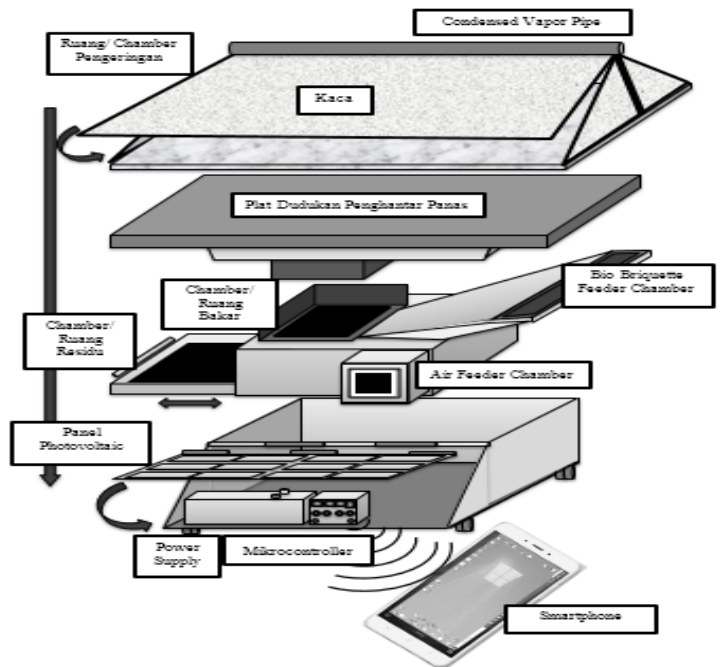 Condensed Vapor Pipe
Ruang/ Chamber
Pengeringan
Kaca
Plat Dudukan Penghantar Panas
Chamber/
Ruang
Bakar
Bio Briquette
Feeder Chamber
Chamber/
Ruang
Residu
Air Feeder Chamber
Panel
Photovoltaic
Power
Supply
Mikrocontroller
Smartphone